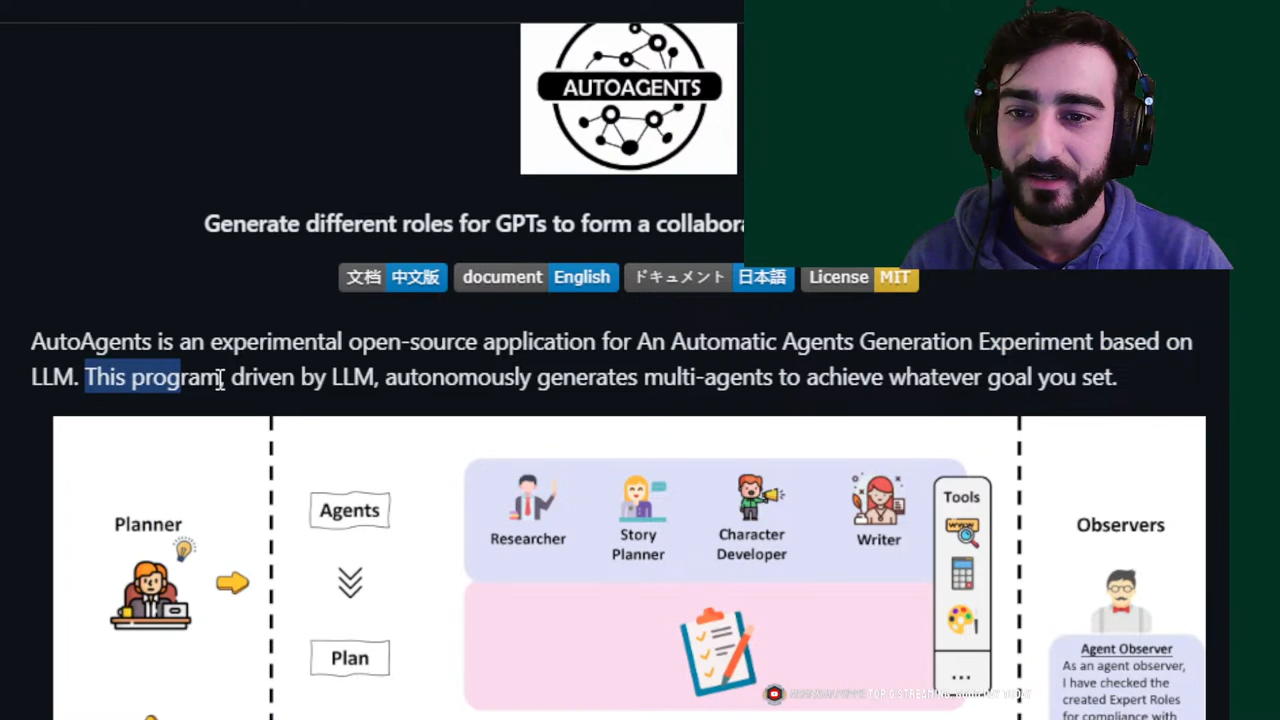 AUTOAGENTS
Generate different roles for GPTs to form a collabora
文档 中文版 document English ドキュメント 日本語 License MIT
AutoAgents is an experimental open-source application for An Automatic Agents Generation Experiment based on
LLM. This program, driven by LLM, autonomously generates multi-agents to achieve whatever goal you set.
Planner
Agents
Plan
Researcher
Story
Planner
Character
Developer
Writer
Tools
www
...
Observers
Agent Observer
As an agent observer,
I have checked the
created Expert Roles
for compliance with
TOP G STREAMING
TODAY